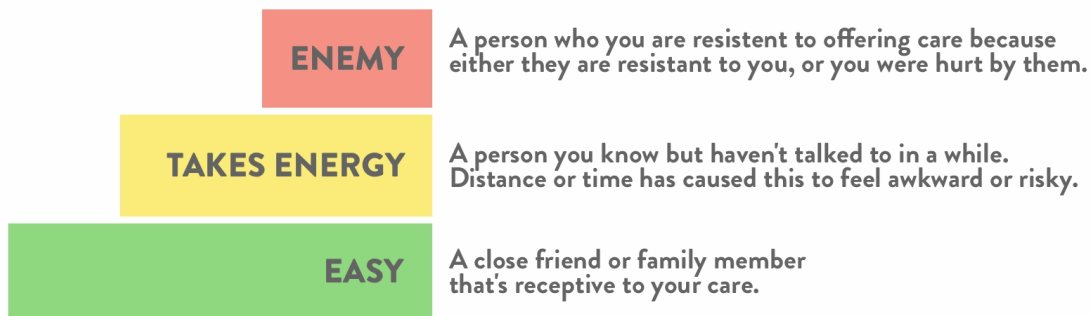 ENEMY
A person who you are resistent to offering care because
either they are resistant to you, or you were hurt by them.
TAKES ENERGY
A person you know but haven't talked to in a while.
Distance or time has caused this to feel awkward or risky.
EASY
A close friend or family member
that's receptive to your care.